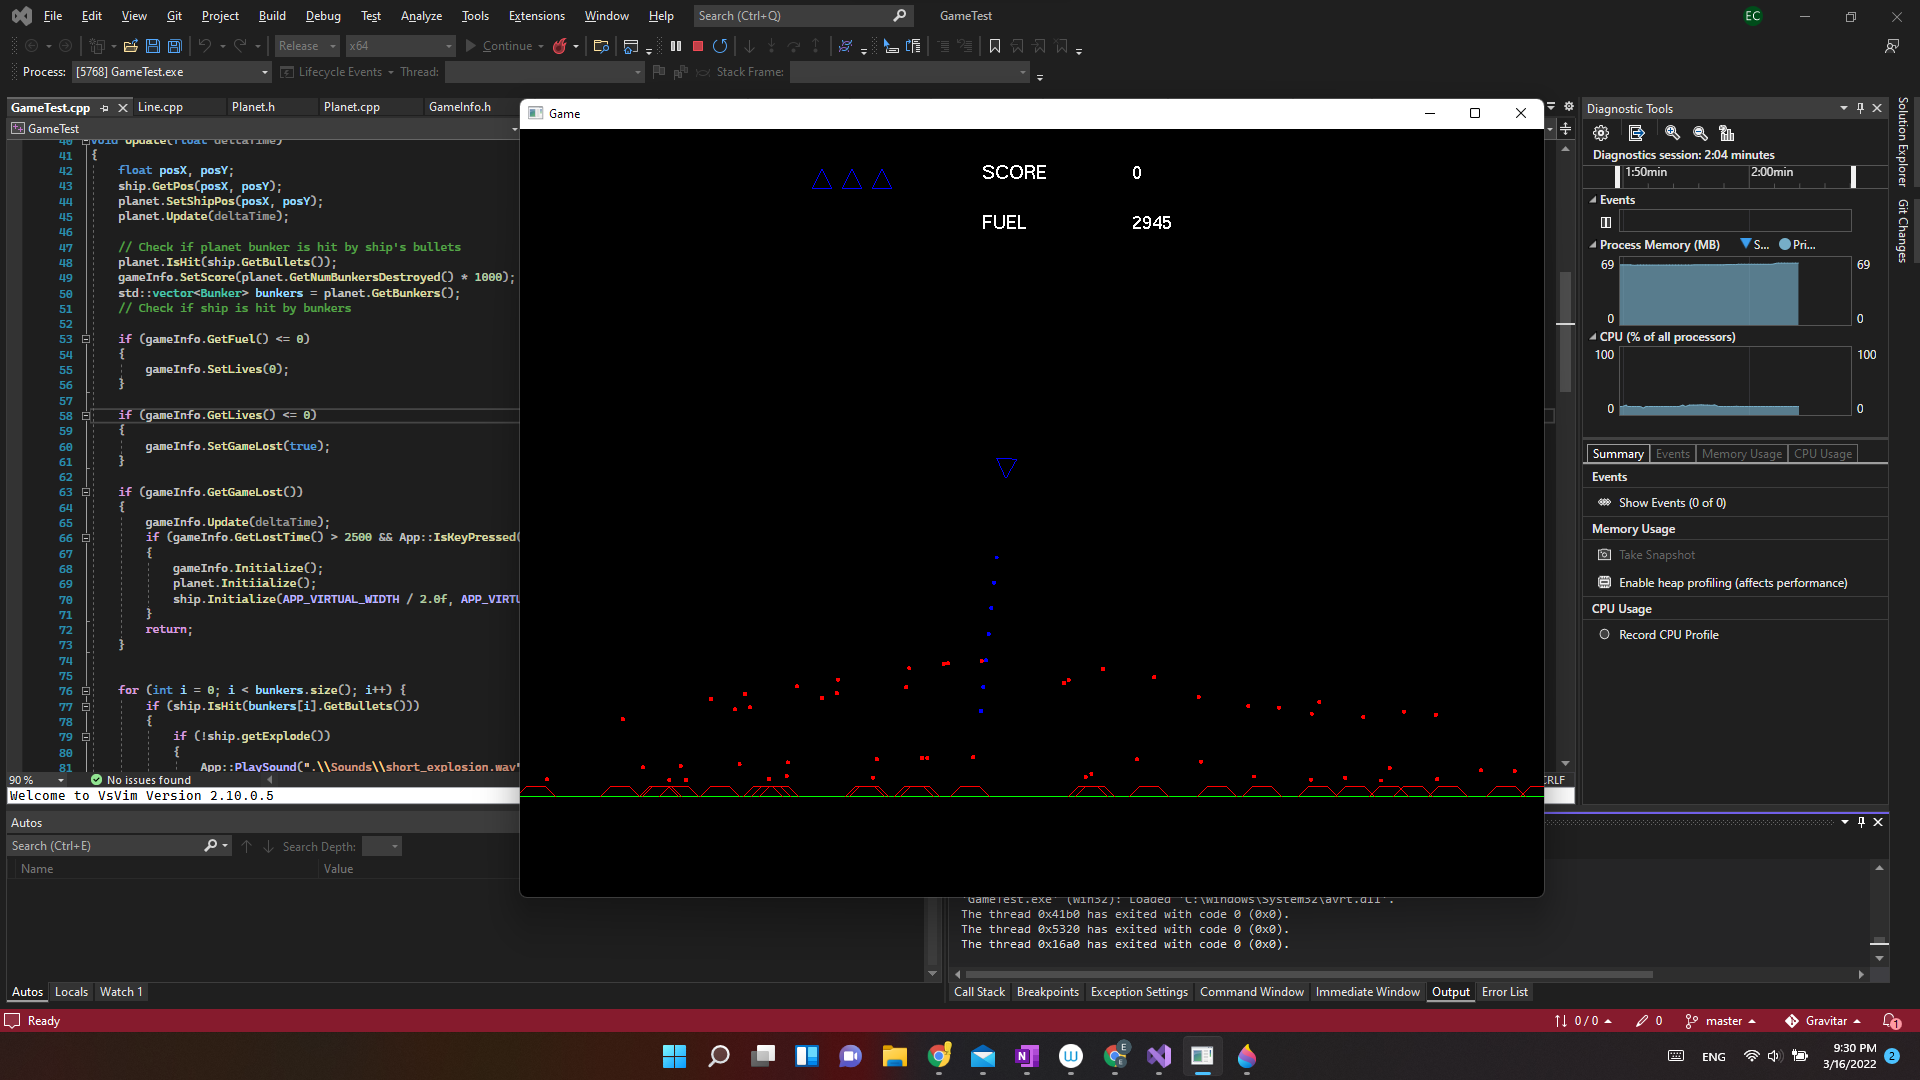 File Edit View Git Project Build Debug Test Analyze Tools Extensions Window Help Search (Ctrl+Q) GameTest EC
Release x64 Continue
Process: [5768] GameTest.exe Lifecycle Events Thread: Stack Frame:
GameTest.cpp Line.cpp Planet.h Planet.cpp GameInfo.h
GameTest
40 void Update(float deltaTime)
41 {
42 float posX, posY;
43 ship.GetPos(posX, posY);
44 planet.SetShipPos(posX, posY);
45 planet.Update(deltaTime);
46
47 // Check if planet bunker is hit by ship's bullets
48 planet.IsHit(ship.GetBullets());
49 gameInfo.SetScore(planet.GetNumBunkersDestroyed() * 1000);
50 std::vector<Bunker> bunkers = planet.GetBunkers();
51 // Check if ship is hit by bunkers
52
53 if (gameInfo.GetFuel() <= 0)
54 {
55 gameInfo.SetLives(0);
56 }
57
58 if (gameInfo.GetLives() <= 0)
59 {
60 gameInfo.SetGameLost(true);
61 }
62
63 if (gameInfo.GetGameLost())
64 {
65 gameInfo.Update(deltaTime);
66 if (gameInfo.GetLostTime() > 2500 && App::IsKeyPressed(
67 {
68 gameInfo.Initialize();
69 planet.Initiialize();
70 ship.Initialize(APP_VIRTUAL_WIDTH / 2.0f, APP_VIRTU
71 }
72 return;
73 }
74
75
76 for (int i = 0; i < bunkers.size(); i++) {
77 if (ship.IsHit(bunkers[i].GetBullets()))
78 {
79 if (!ship.getExplode())
80 {
81 App::PlaySound(".\\Sounds\\short_explosion.wav"
90 % No issues found CRLF
Welcome to VsVim Version 2.10.0.5
Game
SCORE 0
FUEL 2945
Diagnostic Tools
Diagnostics session: 2:04 minutes
1:50min 2:00min
Events
Process Memory (MB) S... Pri...
69 69
0 0
CPU (% of all processors)
100 100
0 0
Summary Events Memory Usage CPU Usage
Events
Show Events (0 of 0)
Memory Usage
Take Snapshot
Enable heap profiling (affects performance)
CPU Usage
Record CPU Profile
Solution Explorer
Git Changes
Autos
Search (Ctrl+E) Search Depth:
Name Value
Autos Locals Watch 1
'GameTest.exe' (Win32): Loaded 'C:\Windows\System32\avrt.dll'.
The thread 0x41b0 has exited with code 0 (0x0).
The thread 0x5320 has exited with code 0 (0x0).
The thread 0x16a0 has exited with code 0 (0x0).
Call Stack Breakpoints Exception Settings Command Window Immediate Window Output Error List
Ready 0 / 0 0 master Gravitar 1
ENG 9:30 PM
3/16/2022 2